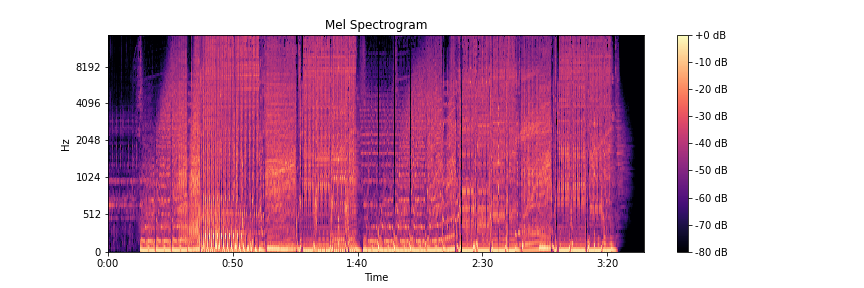 Mel Spectrogram
Hz
8192
4096
2048
1024
512
0
0:00
0:50
1:40
2:30
3:20
Time
+0 dB
-10 dB
-20 dB
-30 dB
-40 dB
-50 dB
-60 dB
-70 dB
-80 dB